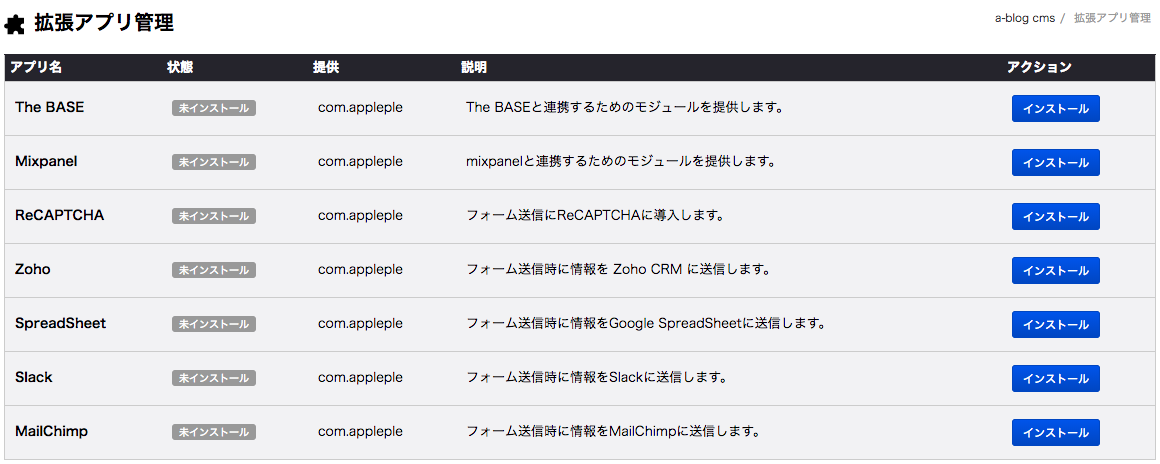 拡張アプリ管理
a-blog cms / 拡張アプリ管理
アプリ名 状態 提供 説明 アクション
The BASE 未インストール com.appleple The BASEと連携するためのモジュールを提供します。 インストール
Mixpanel 未インストール com.appleple mixpanelと連携するためのモジュールを提供します。 インストール
ReCAPTCHA 未インストール com.appleple フォーム送信にReCAPTCHAに導入します。 インストール
Zoho 未インストール com.appleple フォーム送信時に情報を Zoho CRM に送信します。 インストール
SpreadSheet 未インストール com.appleple フォーム送信時に情報をGoogle SpreadSheetに送信します。 インストール
Slack 未インストール com.appleple フォーム送信時に情報をSlackに送信します。 インストール
MailChimp 未インストール com.appleple フォーム送信時に情報をMailChimpに送信します。 インストール